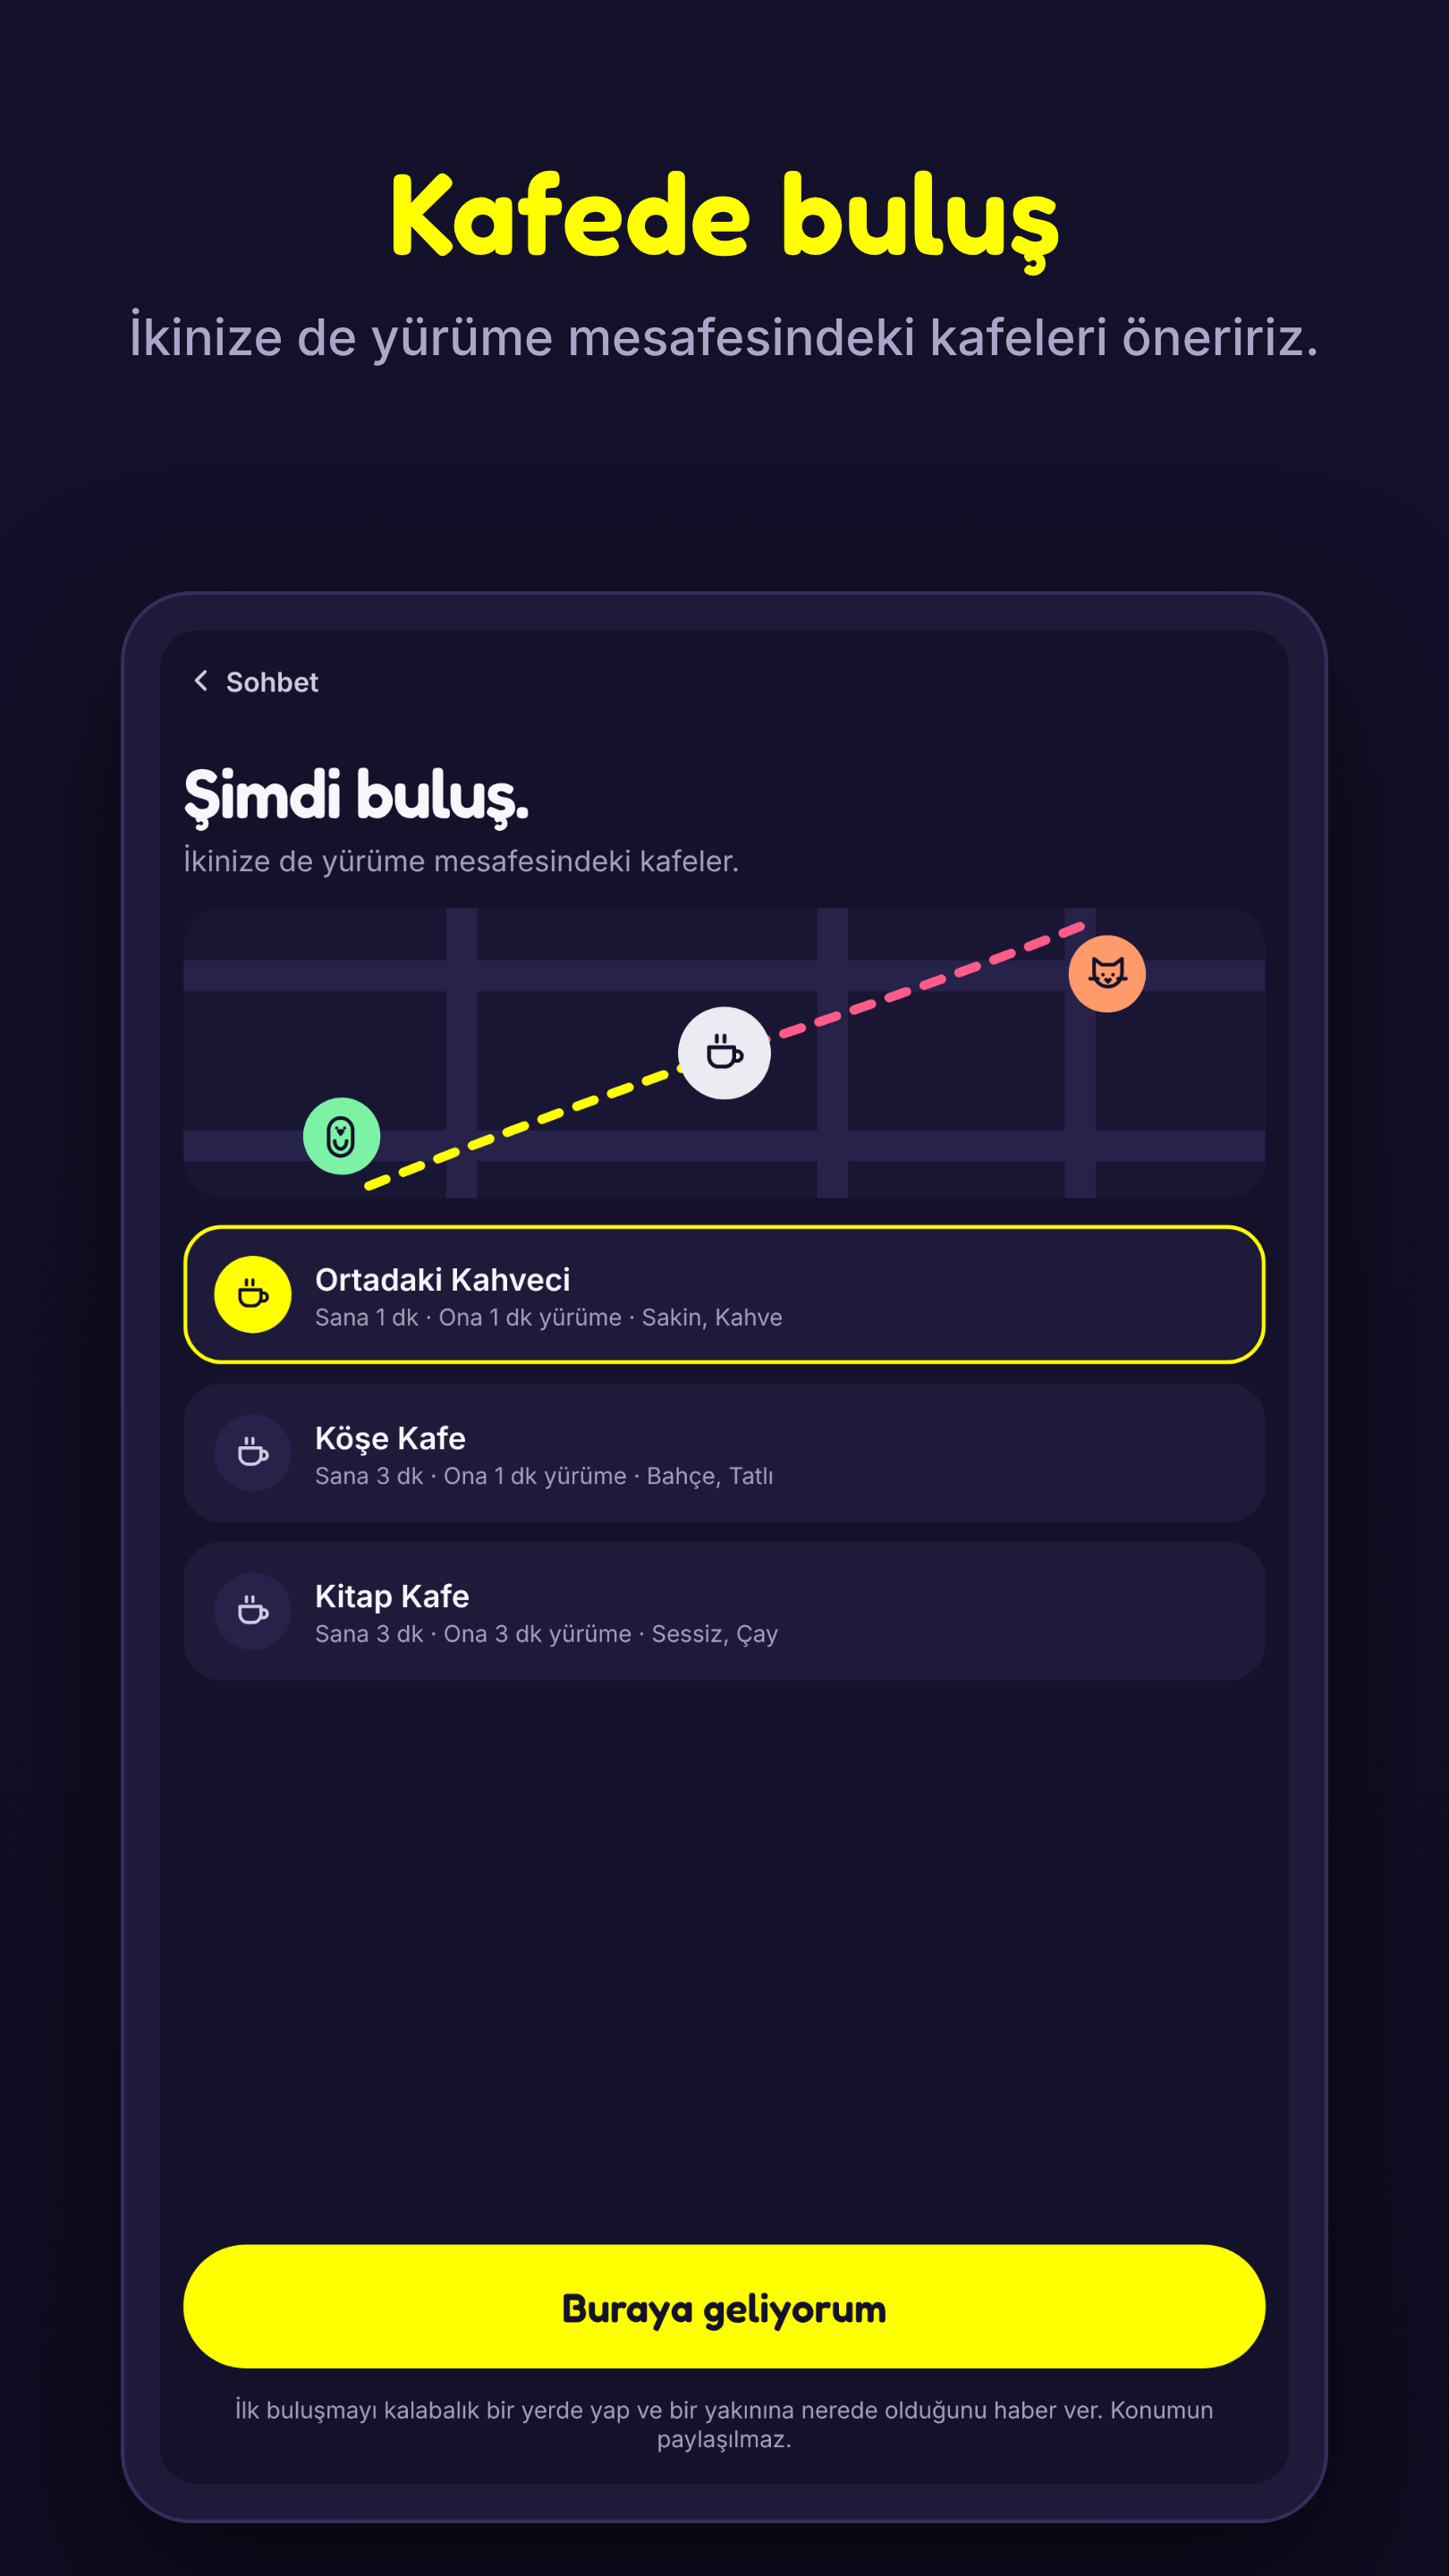 Kafede buluş
İkinize de yürüme mesafesindeki kafeleri öneririz.
Sohbet
Şimdi buluş.
İkinize de yürüme mesafesindeki kafeler.
Ortadaki Kahveci
Sana 1 dk · Ona 1 dk yürüme · Sakin, Kahve
Köşe Kafe
Sana 3 dk · Ona 1 dk yürüme · Bahçe, Tatlı
Kitap Kafe
Sana 3 dk · Ona 3 dk yürüme · Sessiz, Çay
Buraya geliyorum
İlk buluşmayı kalabalık bir yerde yap ve bir yakınına nerede olduğunu haber ver. Konumun
paylaşılmaz.